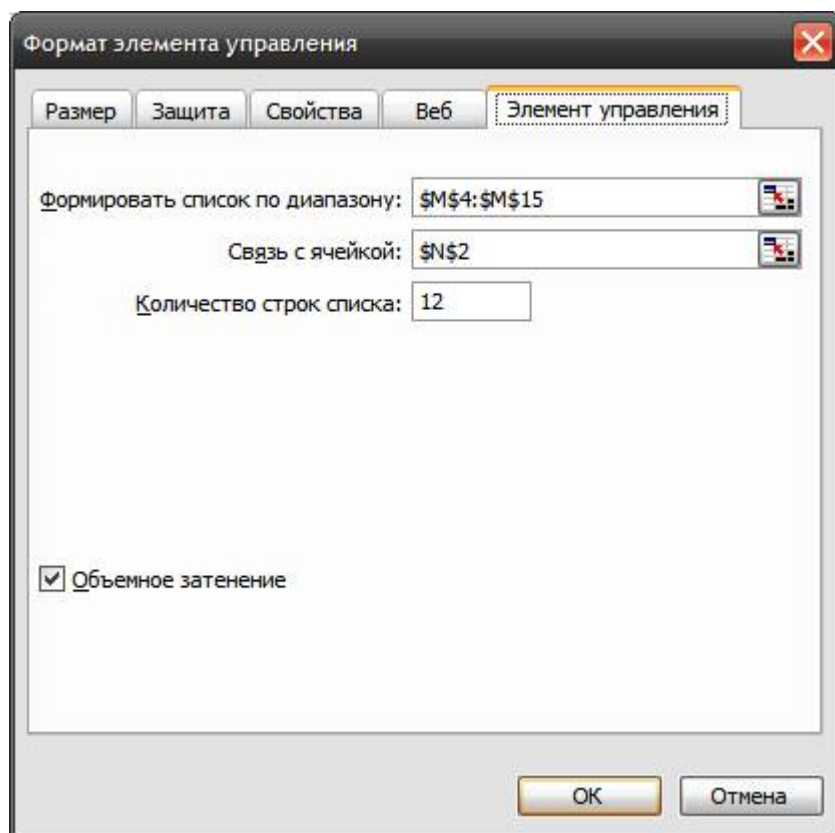 Формат элемента управления
Размер Защита Свойства Веб Элемент управления
Формировать список по диапазону: $M$4:$M$15
Связь с ячейкой: $N$2
Количество строк списка: 12
Объемное затенение
ОК Отмена